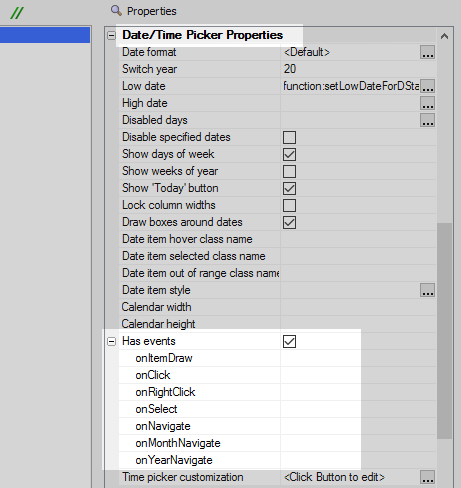 //
Properties
Date/Time Picker Properties
Date format <Default> ...
Switch year 20
Low date function:setLowDateForDSta ...
High date ...
Disabled days ...
Disable specified dates
Show days of week
Show weeks of year
Show 'Today' button
Lock column widths
Draw boxes around dates
Date item hover class name
Date item selected class name
Date item out of range class name
Date item style ...
Calendar width
Calendar height
Has events
onItemDraw
onClick
onRightClick
onSelect
onNavigate
onMonthNavigate
onYearNavigate
Time picker customization <Click Button to edit> ...